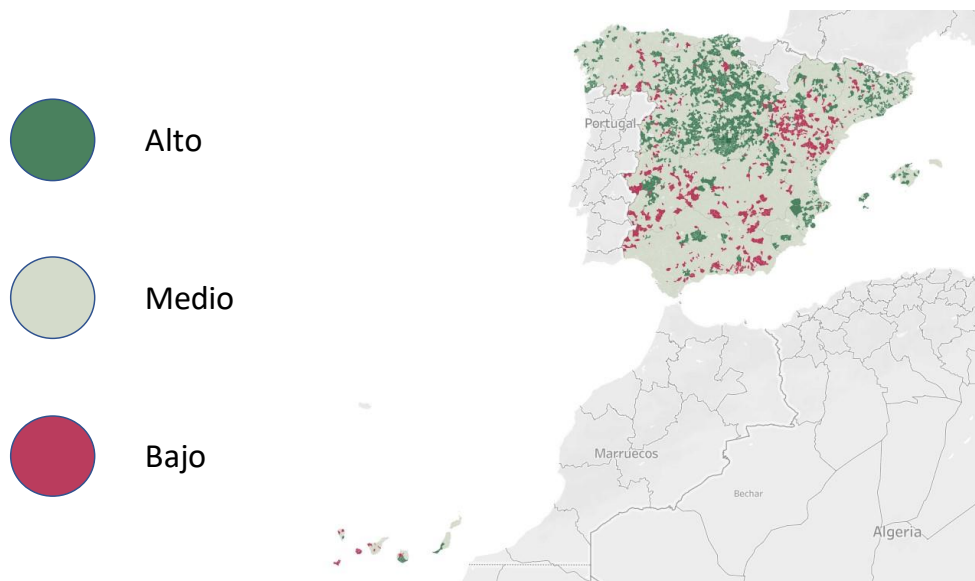 Alto
Medio
Bajo
Portugal
Marruecos
Bechar
Algeria